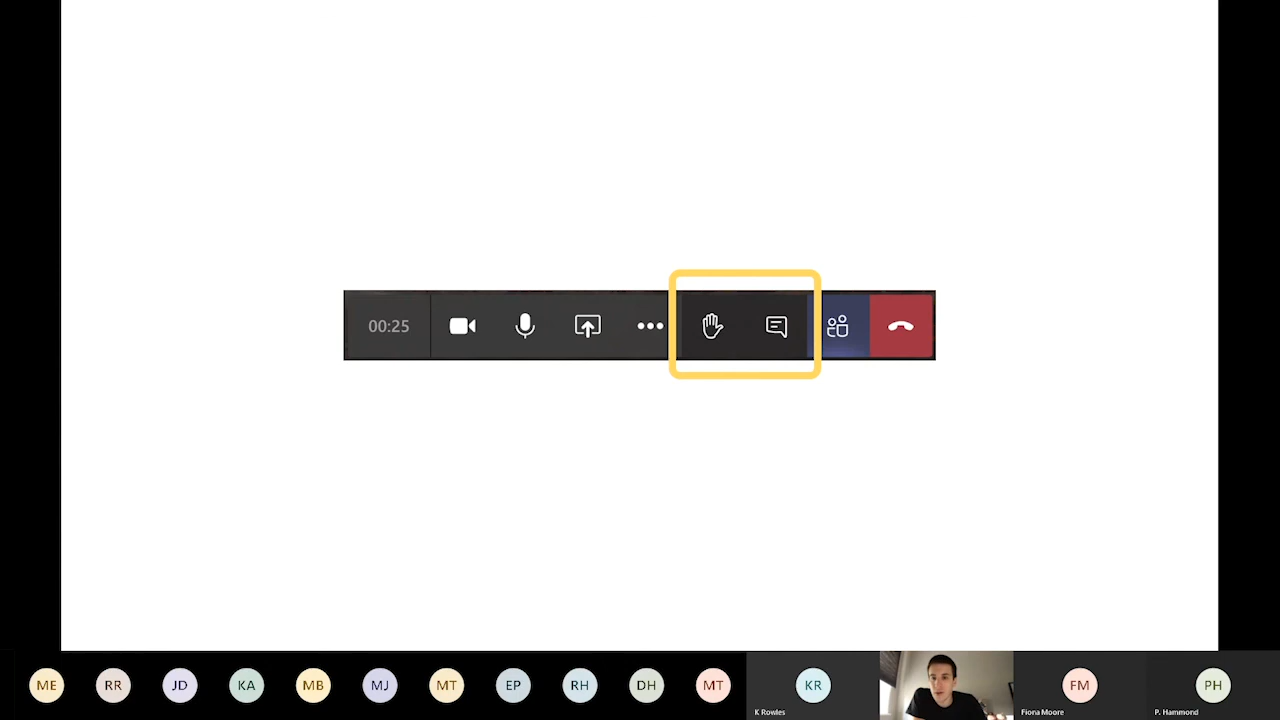 00:25
ME RR JD KA MB MJ MT EP RH DH MT KR FM PH
K Rowles Fiona Moore P. Hammond